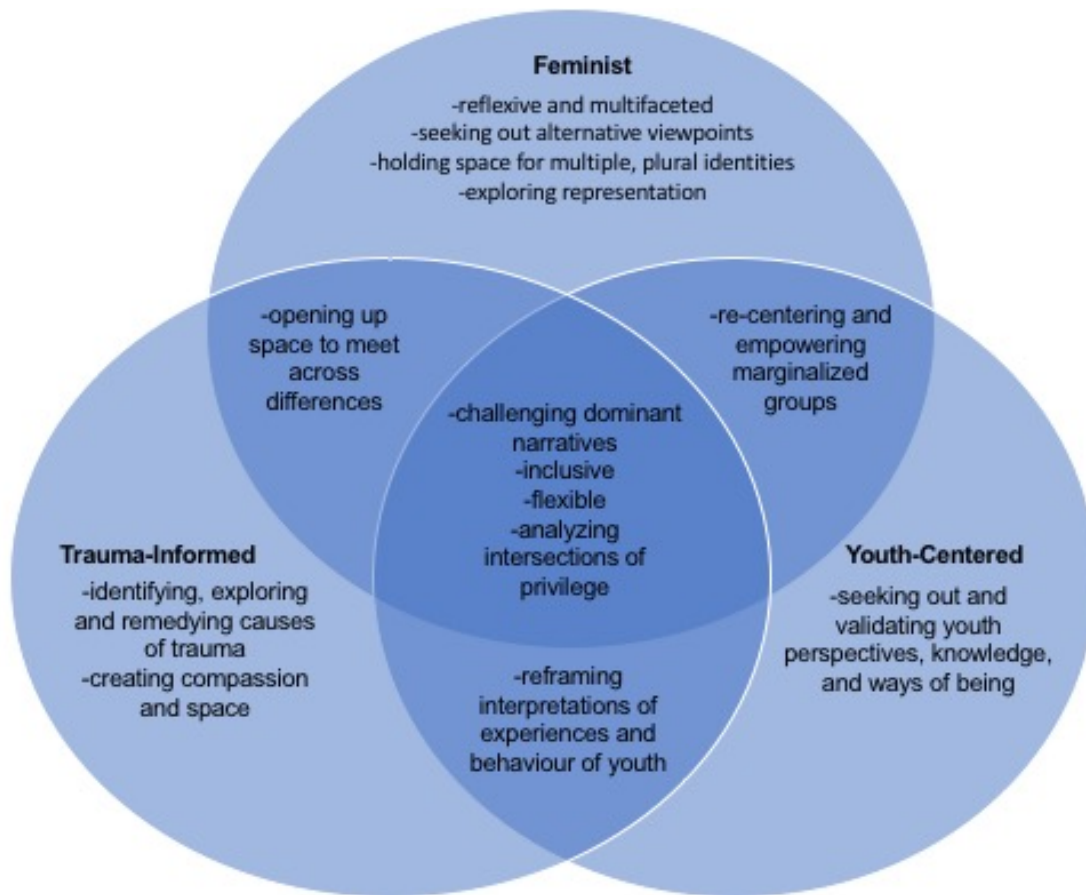 Feminist
-reflexive and multifaceted
-seeking out alternative viewpoints
-holding space for multiple, plural identities
-exploring representation
-opening up
space to meet
across
differences
-re-centering and
empowering
marginalized
groups
-challenging dominant
narratives
-inclusive
-flexible
-analyzing
intersections of
privilege
Trauma-Informed
-identifying, exploring
and remedying causes
of trauma
-creating compassion
and space
Youth-Centered
-seeking out and
validating youth
perspectives, knowledge,
and ways of being
-reframing
interpretations of
experiences and
behaviour of youth